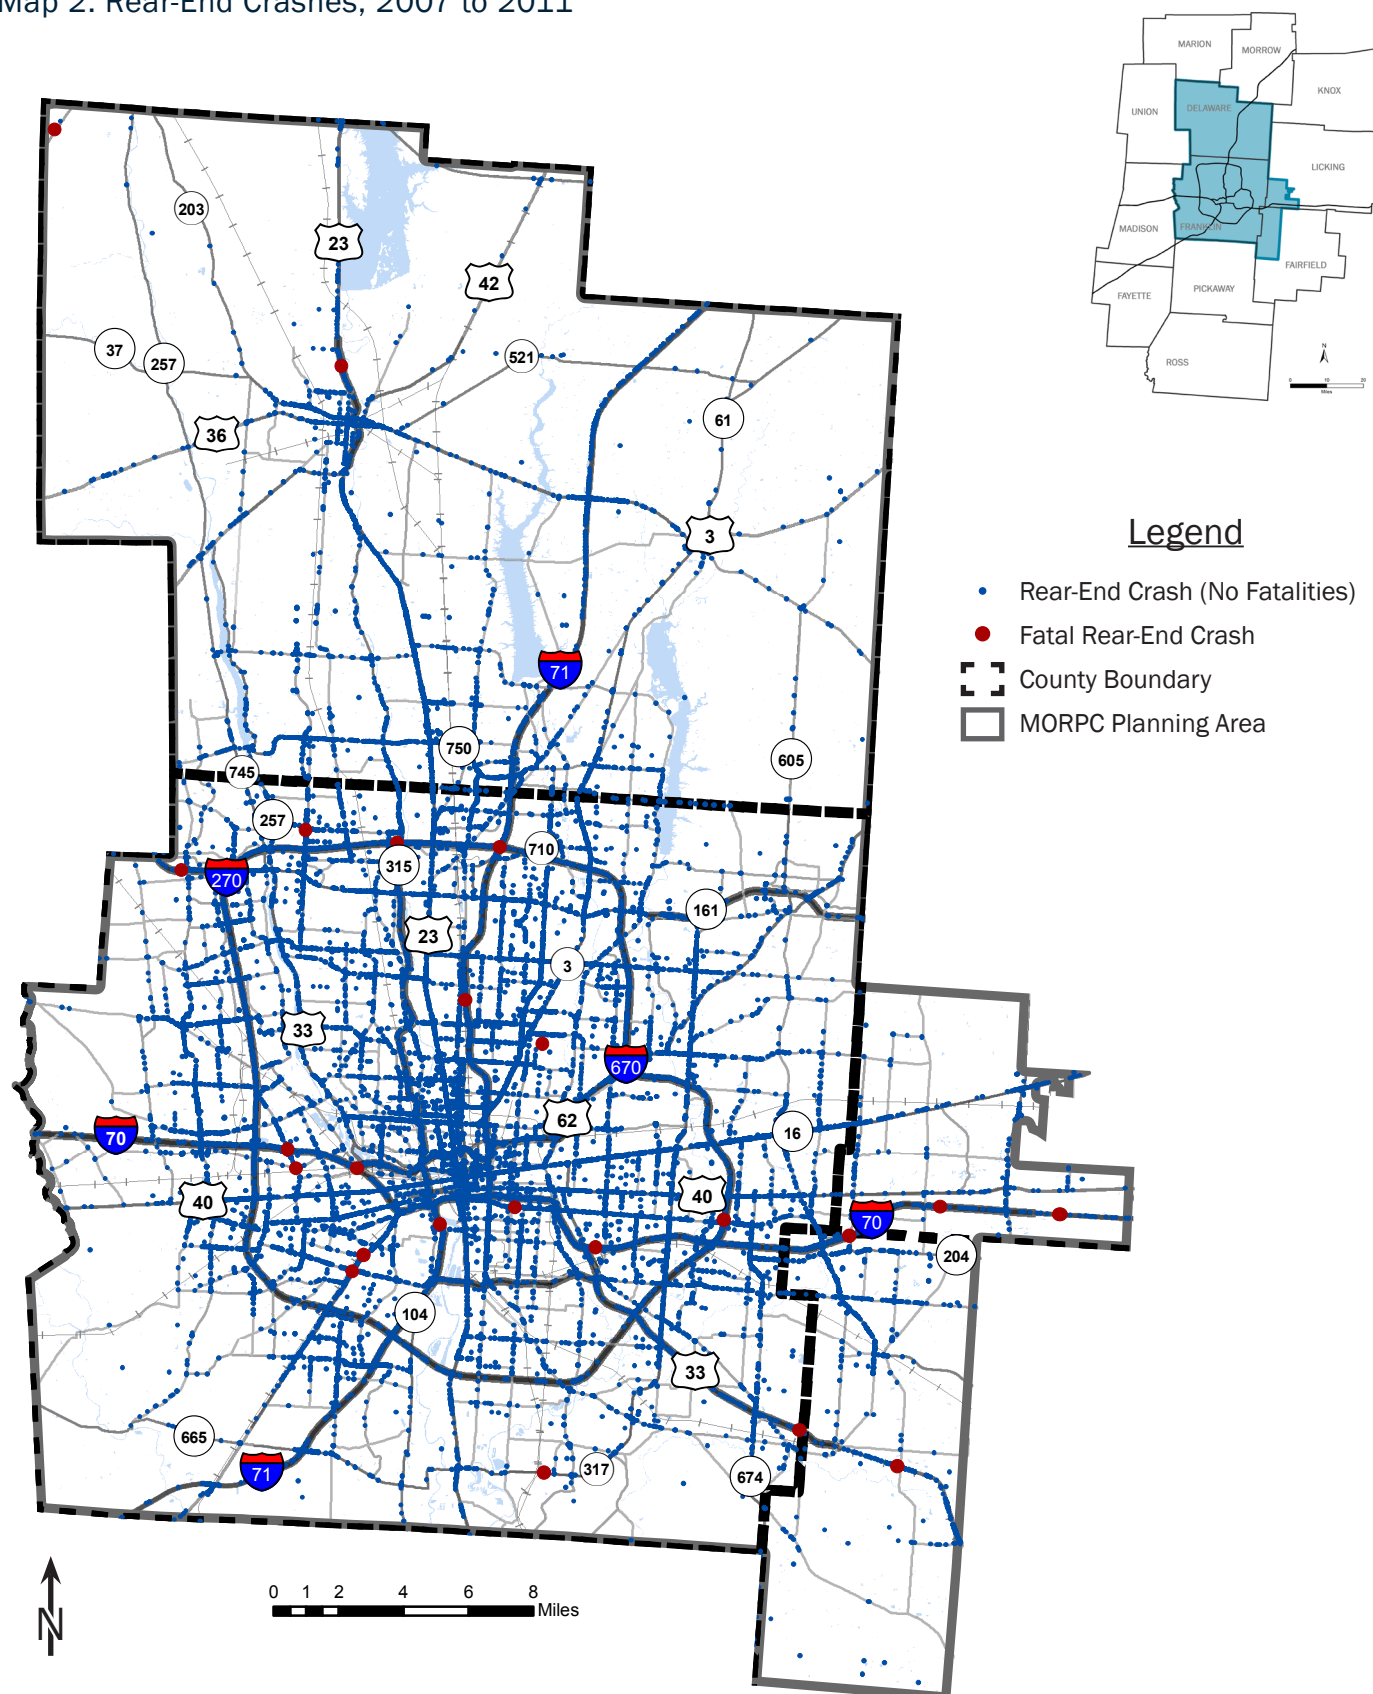 Map 2: Rear-End Crashes, 2007 to 2011
MARION
MORROW
KNOX
UNION
DELAWARE
LICKING
MADISON
FRANKLIN
FAIRFIELD
FAYETTE
PICKAWAY
ROSS
N
0 10 20
Miles
203
23
42
37
257
521
36
61
3
71
750
745
605
257
710
315
270
161
23
3
33
670
62
70
16
40
40
70
204
104
33
665
71
317
674
Legend
Rear-End Crash (No Fatalities)
Fatal Rear-End Crash
County Boundary
MORPC Planning Area
N
0 1 2 4 6 8
Miles